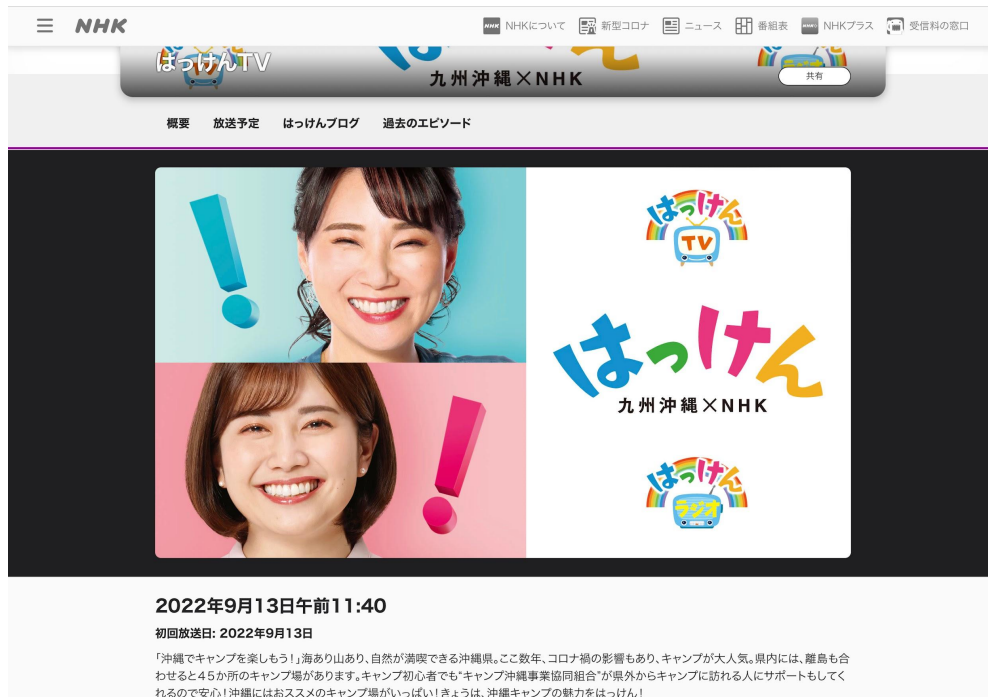 NHK NHK NHKについて 新型コロナ ニュース 番組表 NHKプラス 受信料の窓口
はっけんTV
九州沖縄×NHK
共有
概要 放送予定 はっけんブログ 過去のエピソード
はっけん
TV
はっけん
九州沖縄×NHK
はっけん
ラジオ
2022年9月13日午前11:40
初回放送日: 2022年9月13日
「沖縄でキャンプを楽しもう！」海あり山あり、自然が満喫できる沖縄県。ここ数年、コロナ禍の影響もあり、キャンプが大人気。県内には、離島も合
わせると４５か所のキャンプ場があります。キャンプ初心者でも“キャンプ沖縄事業協同組合”が県外からキャンプに訪れる人にサポートもしてく
れるので安心！沖縄にはおススメのキャンプ場がいっぱい！きょうは、沖縄キャンプの魅力をはっけん！